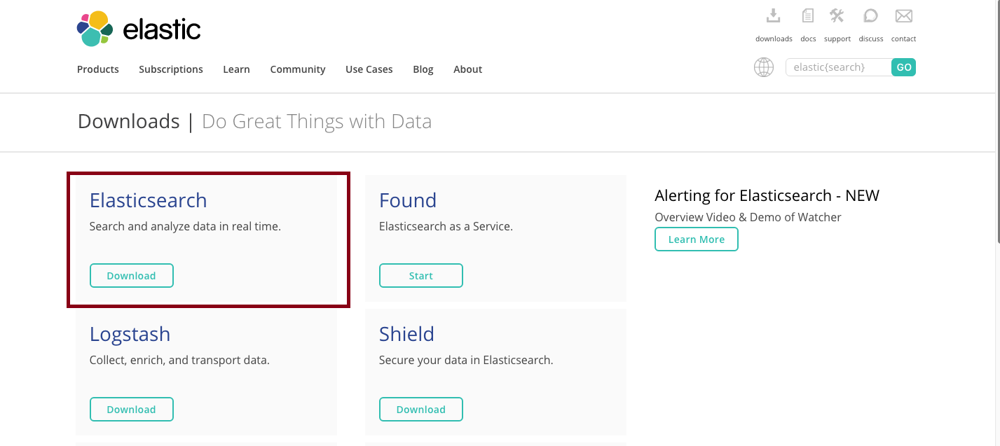 elastic
downloads docs support discuss contact
Products Subscriptions Learn Community Use Cases Blog About
elastic{search} GO
Downloads | Do Great Things with Data
Elasticsearch
Search and analyze data in real time.
Download
Found
Elasticsearch as a Service.
Start
Alerting for Elasticsearch - NEW
Overview Video & Demo of Watcher
Learn More
Logstash
Collect, enrich, and transport data.
Download
Shield
Secure your data in Elasticsearch.
Download